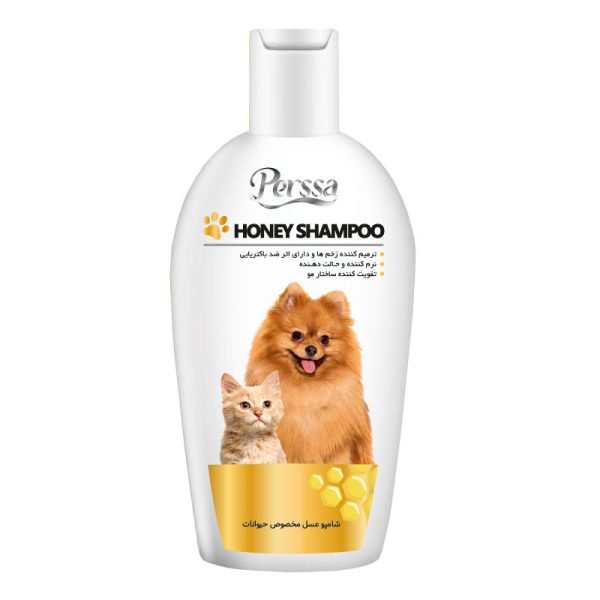 Perssa
HONEY SHAMPOO
ترمیم کننده زخم ها و دارای اثر ضد باکتریایی
نرم کننده و حالت دهنده
تقویت کننده ساختار مو
شامپو عسل مخصوص حیوانات